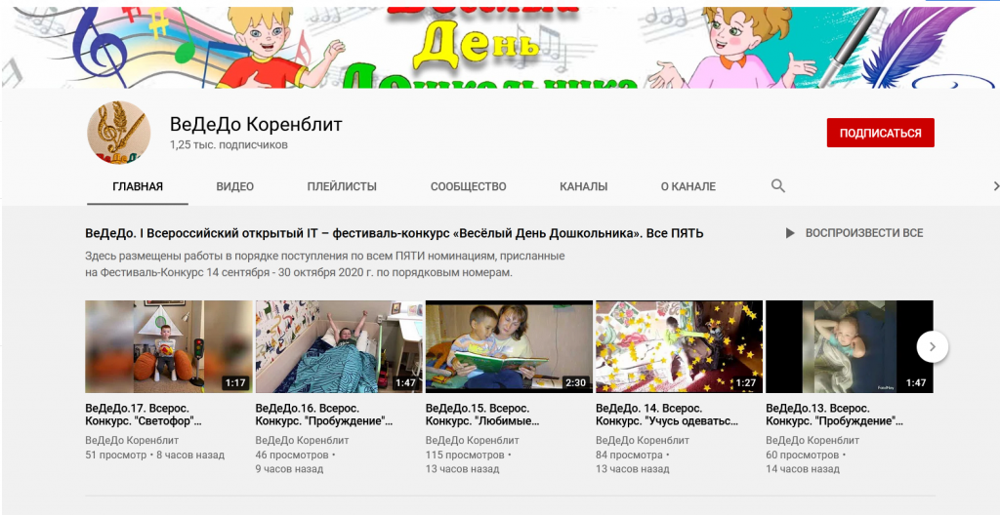 Весёлый
День
Дошкольника
ВеДеДо
ВеДеДо Коренблит
1,25 тыс. подписчиков
ПОДПИСАТЬСЯ
ГЛАВНАЯ ВИДЕО ПЛЕЙЛИСТЫ СООБЩЕСТВО КАНАЛЫ О КАНАЛЕ
ВеДеДо. I Всероссийский открытый IT – фестиваль-конкурс «Весёлый День Дошкольника». Все ПЯТЬ
ВОСПРОИЗВЕСТИ ВСЕ
Здесь размещены работы в порядке поступления по всем ПЯТИ номинациям, присланные
на Фестиваль-Конкурс 14 сентября - 30 октября 2020 г. по порядковым номерам.
1:17
1:47
2:30
1:27
1:47
ВеДеДо.17. Всерос.
Конкурс. "Светофор"...
ВеДеДо Коренблит
51 просмотр • 8 часов назад
ВеДеДо.16. Всерос.
Конкурс. "Пробуждение"...
ВеДеДо Коренблит
46 просмотров •
9 часов назад
ВеДеДо.15. Всерос.
Конкурс. "Любимые...
ВеДеДо Коренблит
115 просмотров •
13 часов назад
ВеДеДо. 14. Всерос.
Конкурс. "Учусь одеватьс...
ВеДеДо Коренблит
84 просмотра •
13 часов назад
ВеДеДо.13. Всерос.
Конкурс. "Пробуждение"...
ВеДеДо Коренблит
60 просмотров •
14 часов назад